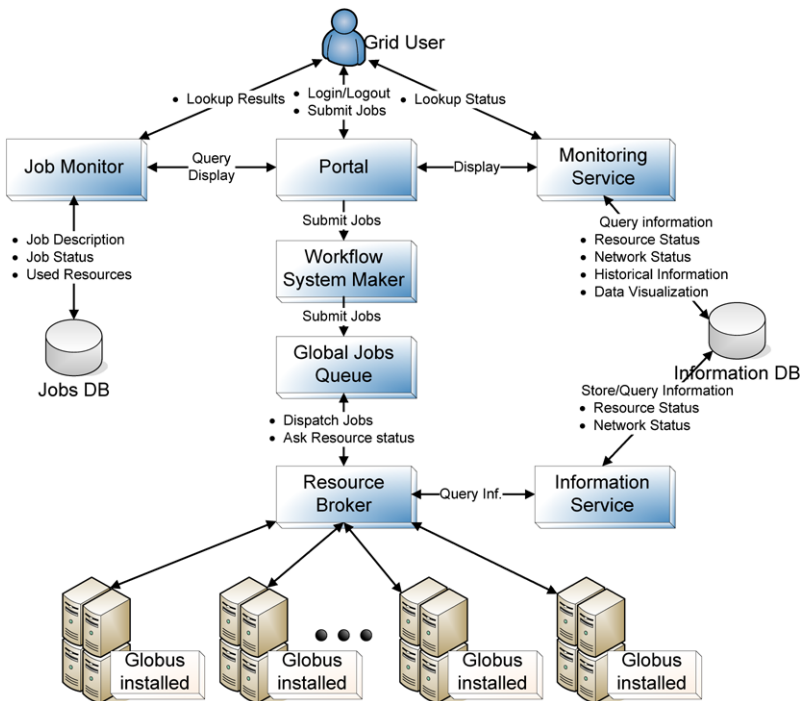 Grid User
• Lookup Results
• Login/Logout
• Submit Jobs
• Lookup Status
Job Monitor
Query
Display
Portal
Display
Monitoring
Service
• Job Description
• Job Status
• Used Resources
Submit Jobs
Query information
• Resource Status
• Network Status
• Historical Information
• Data Visualization
Workflow
System Maker
Submit Jobs
Jobs DB
Global Jobs
Queue
Information DB
• Dispatch Jobs
• Ask Resource status
Store/Query Information
• Resource Status
• Network Status
Resource
Broker
Query Inf.
Information
Service
Globus
installed
Globus
installed
Globus
installed
Globus
installed